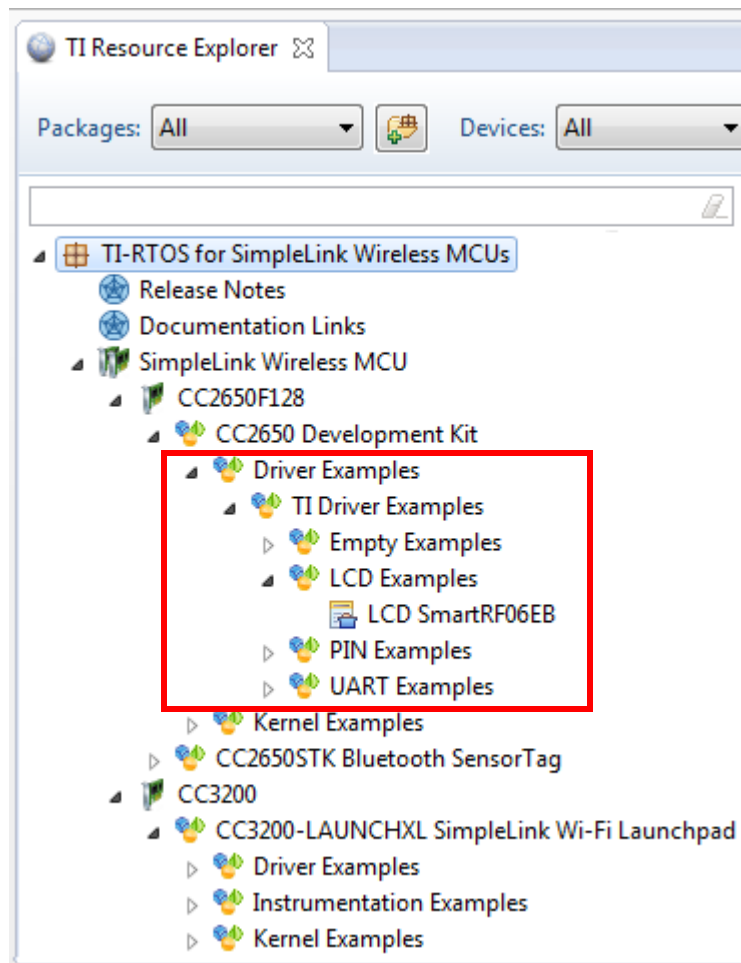 TI Resource Explorer
Packages: All Devices: All
TI-RTOS for SimpleLink Wireless MCUs
Release Notes
Documentation Links
SimpleLink Wireless MCU
CC2650F128
CC2650 Development Kit
Driver Examples
TI Driver Examples
Empty Examples
LCD Examples
LCD SmartRF06EB
PIN Examples
UART Examples
Kernel Examples
CC2650STK Bluetooth SensorTag
CC3200
CC3200-LAUNCHXL SimpleLink Wi-Fi Launchpad
Driver Examples
Instrumentation Examples
Kernel Examples